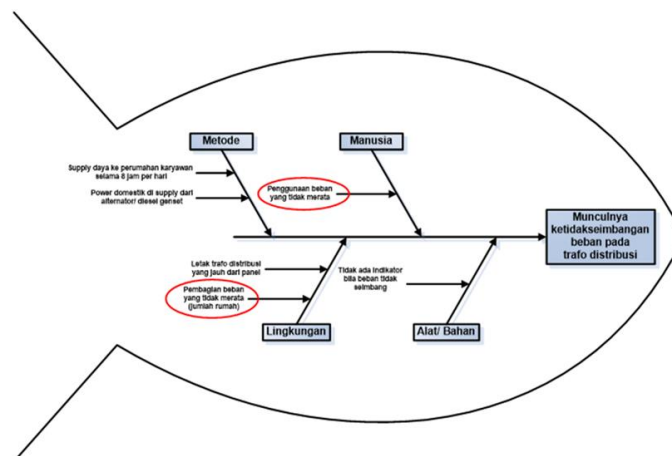 Metode
Manusia
Supply daya ke perumahan karyawan
selama 8 jam per hari
Power domestik di supply dari
alternator/ diesel genset
Penggunaan beban
yang tidak merata
Munculnya
ketidakseimbangan
beban pada
trafo distribusi
Letak trafo distribusi
yang jauh dari panel
Pembagian beban
yang tidak merata
(jumlah rumah)
Tidak ada indikator
bila beban tidak
seimbang
Lingkungan
Alat/ Bahan